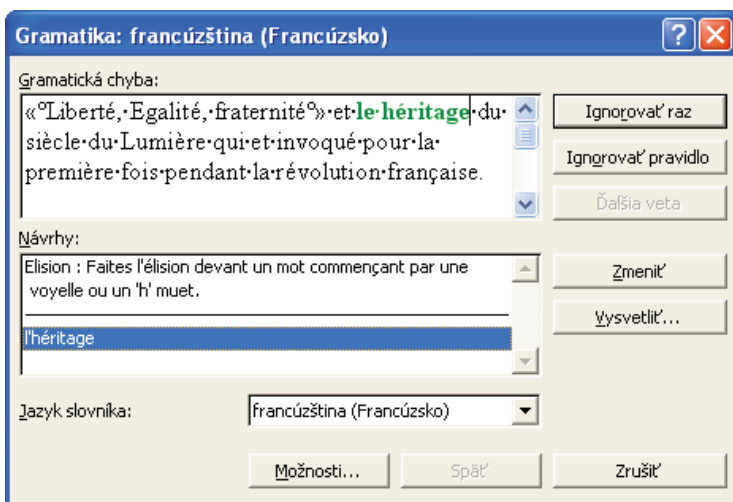 Gramatika: francúzština (Francúzsko)
Gramatická chyba:
«°Liberté,·Egalité,·fraternité°»·et·le·héritage·du·
siècle·du·Lumière·qui·et·invoqué·pour·la·
première·fois·pendant·la·révolution·française.
Ignorovať raz
Ignorovať pravidlo
Ďalšia veta
Návrhy:
Elision : Faites l'élision devant un mot commençant par une
voyelle ou un 'h' muet.
l'héritage
Zmeniť
Vysvetliť...
Jazyk slovníka:
francúzština (Francúzsko)
Možnosti...
Späť
Zrušiť